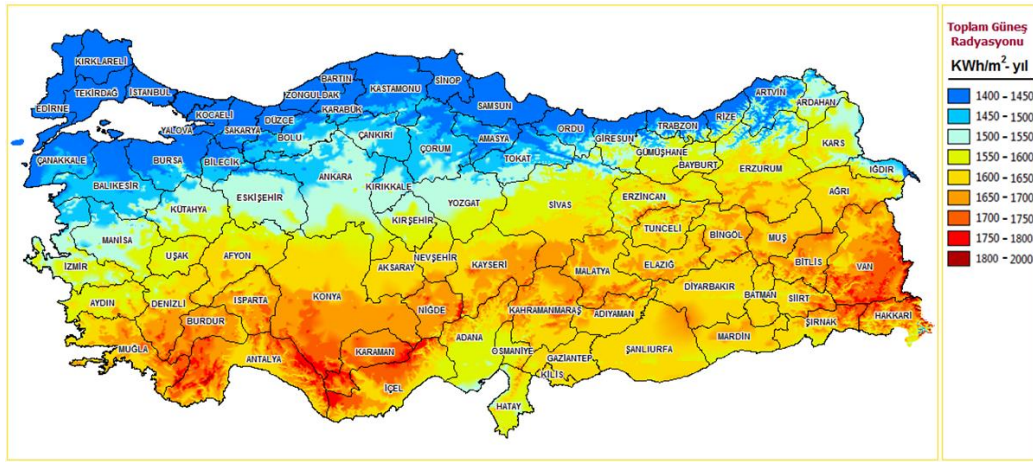 Toplam Güneş
Radyasyonu
KWh/m²- yıl
1400 - 1450
1450 - 1500
1500 - 1550
1550 - 1600
1600 - 1650
1650 - 1700
1700 - 1750
1750 - 1800
1800 - 2000
KIRKLARELİ
EDİRNE
TEKİRDAĞ
İSTANBUL
KOCAELİ
YALOVA
SAKARYA
DÜZCE
ZONGULDAK
BARTIN
KARABÜK
KASTAMONU
SİNOP
SAMSUN
ORDU
GİRESUN
TRABZON
RİZE
ARTVİN
ARDAHAN
ÇANAKKALE
BURSA
BİLECİK
BOLU
ÇANKIRI
ÇORUM
AMASYA
TOKAT
GÜMÜŞHANE
BAYBURT
ERZURUM
KARS
IĞDIR
BALIKESİR
KÜTAHYA
ESKİŞEHİR
ANKARA
KIRIKKALE
YOZGAT
SİVAS
ERZİNCAN
AĞRI
MANİSA
UŞAK
AFYON
KIRŞEHİR
NEVŞEHİR
AKSARAY
KAYSERİ
MALATYA
TUNCELİ
ELAZIĞ
BİNGÖL
MUŞ
BİTLİS
VAN
İZMİR
AYDIN
DENİZLİ
ISPARTA
BURDUR
KONYA
NİĞDE
KAHRAMANMARAŞ
ADIYAMAN
DİYARBAKIR
BATMAN
SİİRT
ŞIRNAK
HAKKARİ
MUĞLA
ANTALYA
KARAMAN
İÇEL
ADANA
OSMANİYE
GAZİANTEP
KİLİS
ŞANLIURFA
MARDİN
HATAY